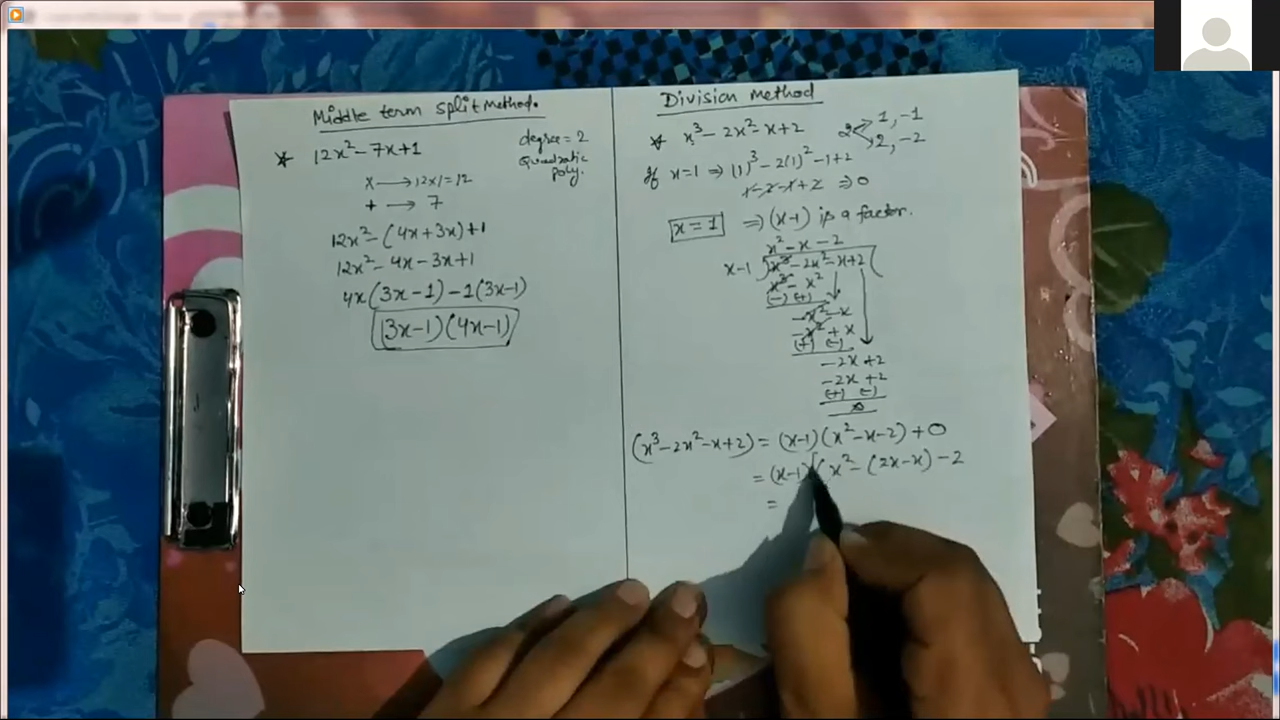 Middle term split method.
* 12x² - 7x + 1
degree = 2
Quadratic
poly.
x → 12x1 = 12
+ → 7
12x² - (4x + 3x) + 1
12x² - 4x - 3x + 1
4x(3x - 1) - 1(3x - 1)
(3x - 1)(4x - 1)
Division method
* x³ - 2x² - x + 2
2 < 1, -1
2, -2
If x = 1 ⇒ (1)³ - 2(1)² - 1 + 2
1 - 2 - 1 + 2 ⇒ 0
x = 1 ⇒ (x - 1) is a factor.
x² - x - 2
x - 1 ) x³ - 2x² - x + 2 (
x³ - x²
(-) (+)
- x² - x
- x² + x
(+) (-)
- 2x + 2
- 2x + 2
(+) (-)
0
(x³ - 2x² - x + 2) = (x - 1)(x² - x - 2) + 0
= (x - 1)(x² - (2x - x) - 2
=